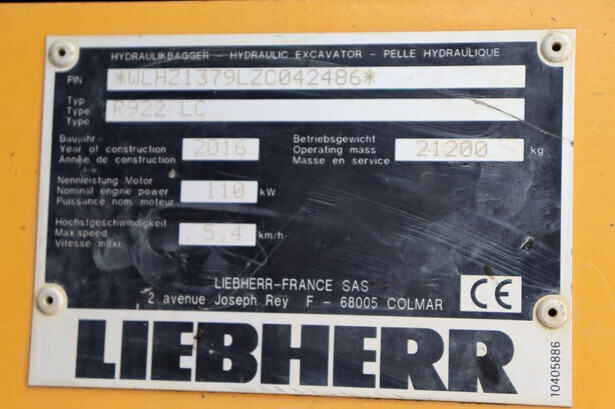 HYDRAULIKBAGGER - HYDRAULIC EXCAVATOR - PELLE HYDRAULIQUE
PIN *WLHZ1379LZC042486*
Typ
Type R922 LC
Type
Baujahr
Year of construction 2016
Année de construction
Betriebsgewicht
Operating mass 21200 kg
Masse en service
Nennleistung Motor
Nominal engine power 110 kW
Puissance nom. moteur
Höchstgeschwindigkeit
Max.speed 5,4 km/h
Vitesse maxi.
LIEBHERR-FRANCE SAS
2 avenue Joseph Rey F - 68005 COLMAR
CE
LIEBHERR
10405886